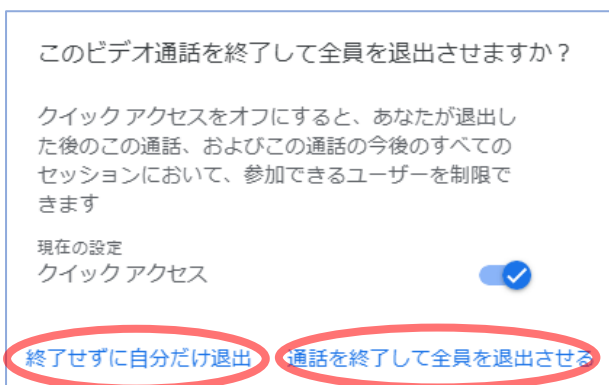 このビデオ通話を終了して全員を退出させますか？
クイック アクセスをオフにすると、あなたが退出し
た後のこの通話、およびこの通話の今後のすべての
セッションにおいて、参加できるユーザーを制限で
きます
現在の設定
クイック アクセス
終了せずに自分だけ退出 通話を終了して全員を退出させる